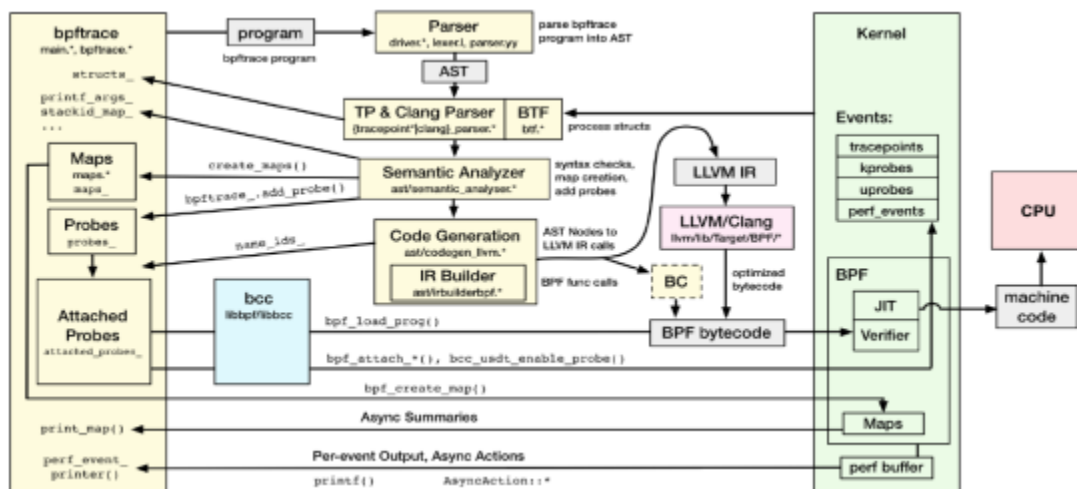 bpftrace
main.*, bpftrace.*
structs_
printf_args_
stackid_map_
...
Maps
maps.*
maps_
Probes
probes_
Attached
Probes
attached_probes_
print_map()
perf_event_
printer()
program
bpftrace program
Parser
driver.*, lexer.l, parser.yy
parse bpftrace
program into AST
AST
TP & Clang Parser
{tracepoint*|clang}_parser.*
BTF
btf.*
process structs
create_maps()
bpftrace_.add_probe()
name_ids_
Semantic Analyzer
ast/semantic_analyser.*
syntax checks,
map creation,
add probes
Code Generation
ast/codegen_llvm.*
IR Builder
ast/irbuilderbpf.*
AST Nodes to
LLVM IR calls
BPF func calls
LLVM IR
LLVM/Clang
llvm/lib/Target/BPF/*
optimized
bytecode
BC
BPF bytecode
bcc
libbpf/libbcc
bpf_load_prog()
bpf_attach_*(), bcc_usdt_enable_probe()
bpf_create_map()
Async Summaries
Per-event Output, Async Actions
printf()
AsyncAction::*
Kernel
Events:
tracepoints
kprobes
uprobes
perf_events
BPF
JIT
Verifier
Maps
perf buffer
CPU
machine
code